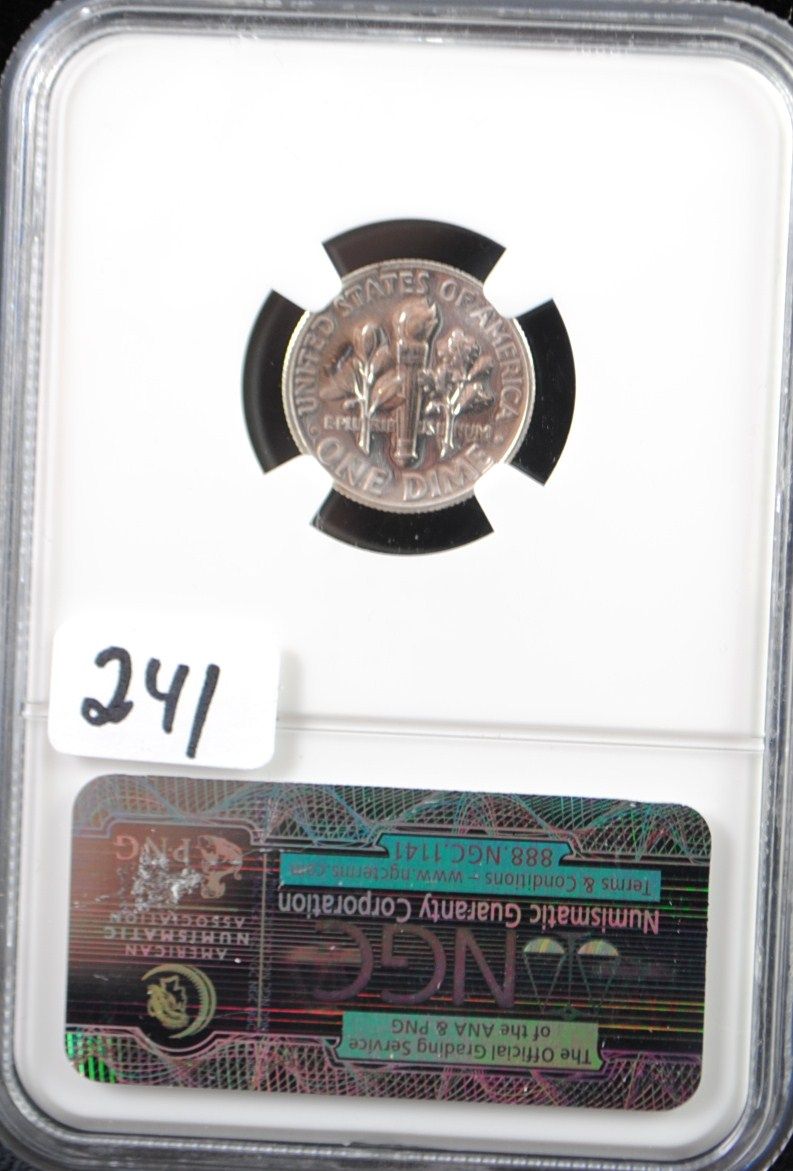 UNITED STATES OF AMERICA
E PLURIBUS UNUM
ONE DIME
241
The Official Grading Service
of the ANA & PNG
NGC
Numismatic Guaranty Corporation
Terms & Conditions – www.ngcterms.com
888.NGC.1141
AMERICAN
NUMISMATIC
ASSOCIATION
PNG